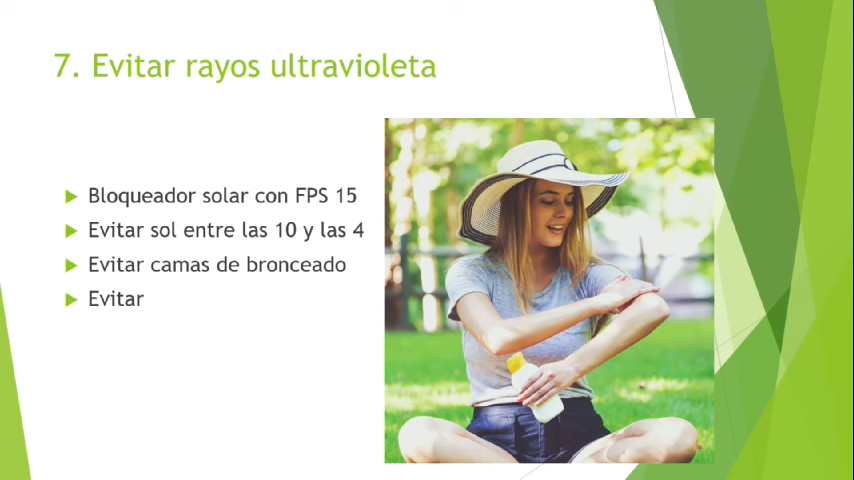 7. Evitar rayos ultravioleta
Bloqueador solar con FPS 15
Evitar sol entre las 10 y las 4
Evitar camas de bronceado
Evitar